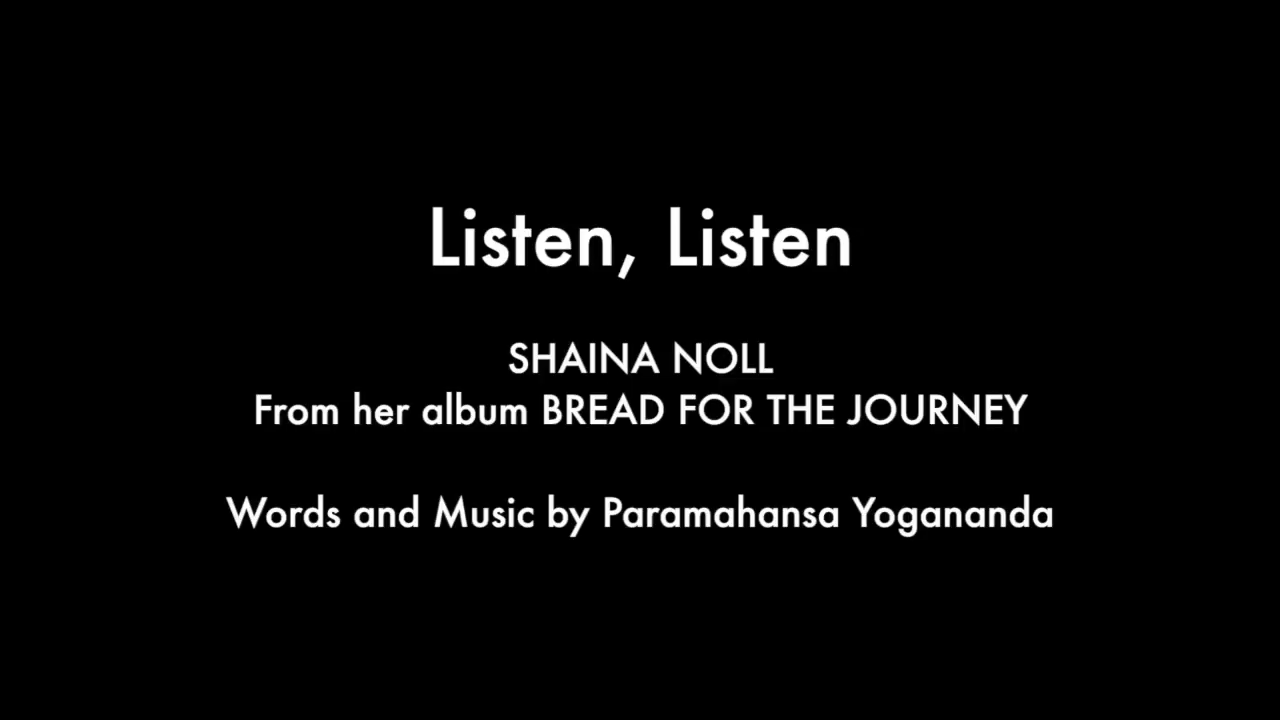 Listen, Listen
SHAINA NOLL
From her album BREAD FOR THE JOURNEY
Words and Music by Paramahansa Yogananda